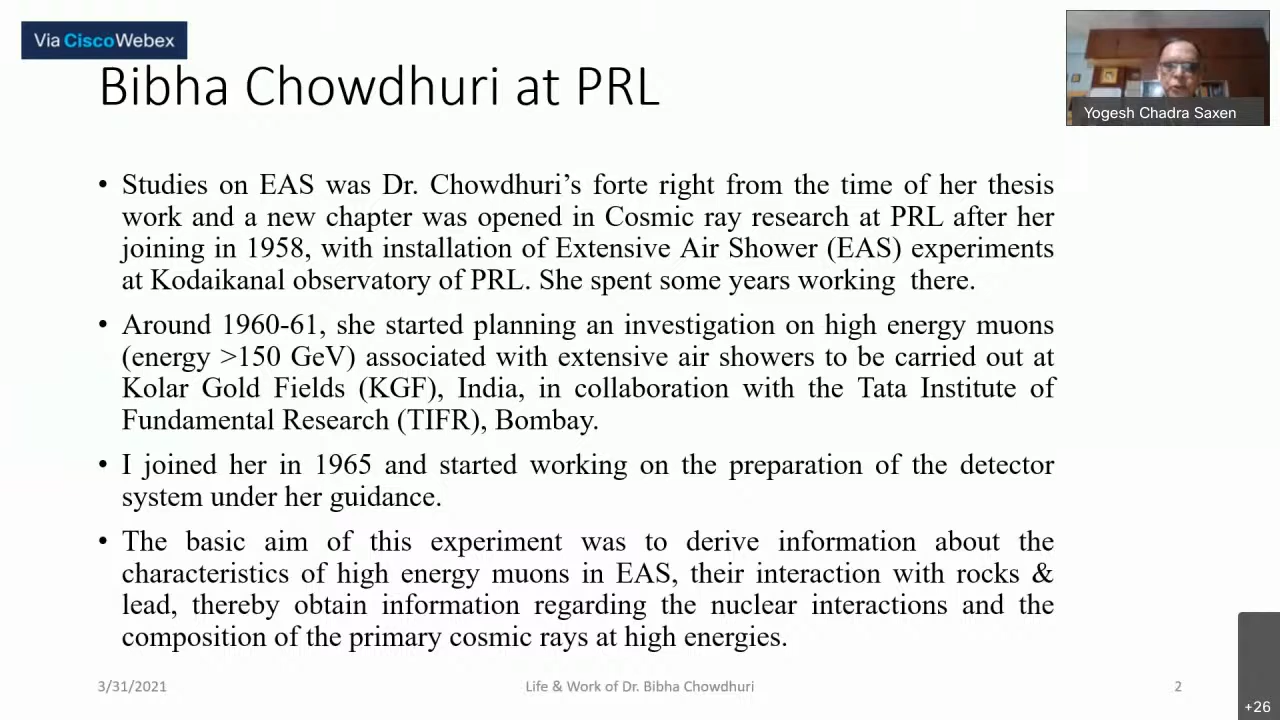 Via CiscoWebex
Bibha Chowdhuri at PRL
Yogesh Chadra Saxen
• Studies on EAS was Dr. Chowdhuri’s forte right from the time of her thesis
work and a new chapter was opened in Cosmic ray research at PRL after her
joining in 1958, with installation of Extensive Air Shower (EAS) experiments
at Kodaikanal observatory of PRL. She spent some years working there.
• Around 1960-61, she started planning an investigation on high energy muons
(energy >150 GeV) associated with extensive air showers to be carried out at
Kolar Gold Fields (KGF), India, in collaboration with the Tata Institute of
Fundamental Research (TIFR), Bombay.
• I joined her in 1965 and started working on the preparation of the detector
system under her guidance.
• The basic aim of this experiment was to derive information about the
characteristics of high energy muons in EAS, their interaction with rocks &
lead, thereby obtain information regarding the nuclear interactions and the
composition of the primary cosmic rays at high energies.
3/31/2021
Life & Work of Dr. Bibha Chowdhuri
2
+26